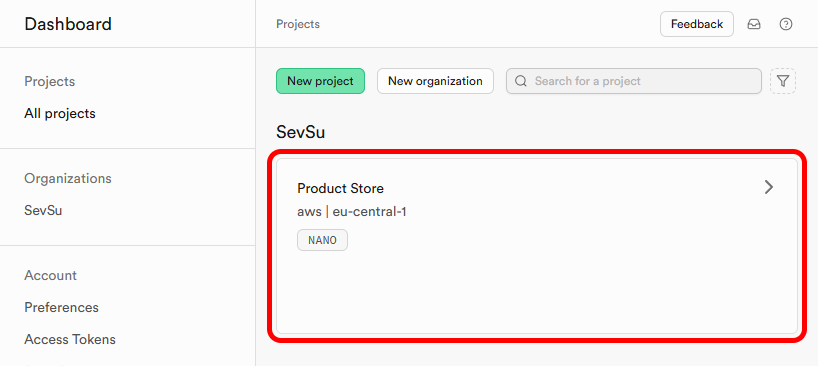 Dashboard
Projects
All projects
Organizations
SevSu
Account
Preferences
Access Tokens
Projects
Feedback
New project
New organization
Search for a project
SevSu
Product Store
aws | eu-central-1
NANO